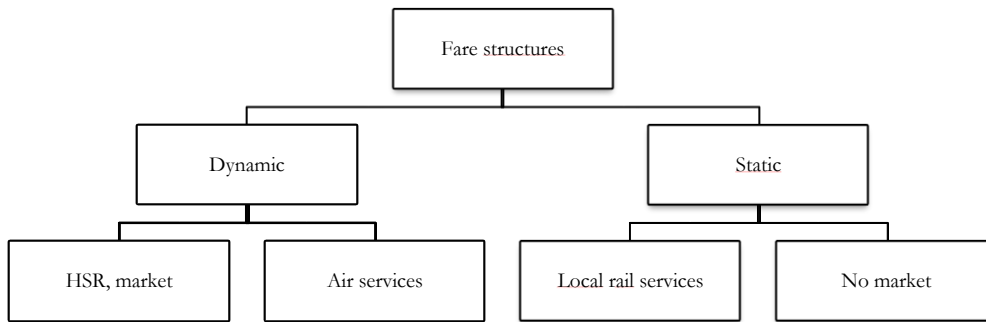 Fare structures
Dynamic
Static
HSR, market
Air services
Local rail services
No market